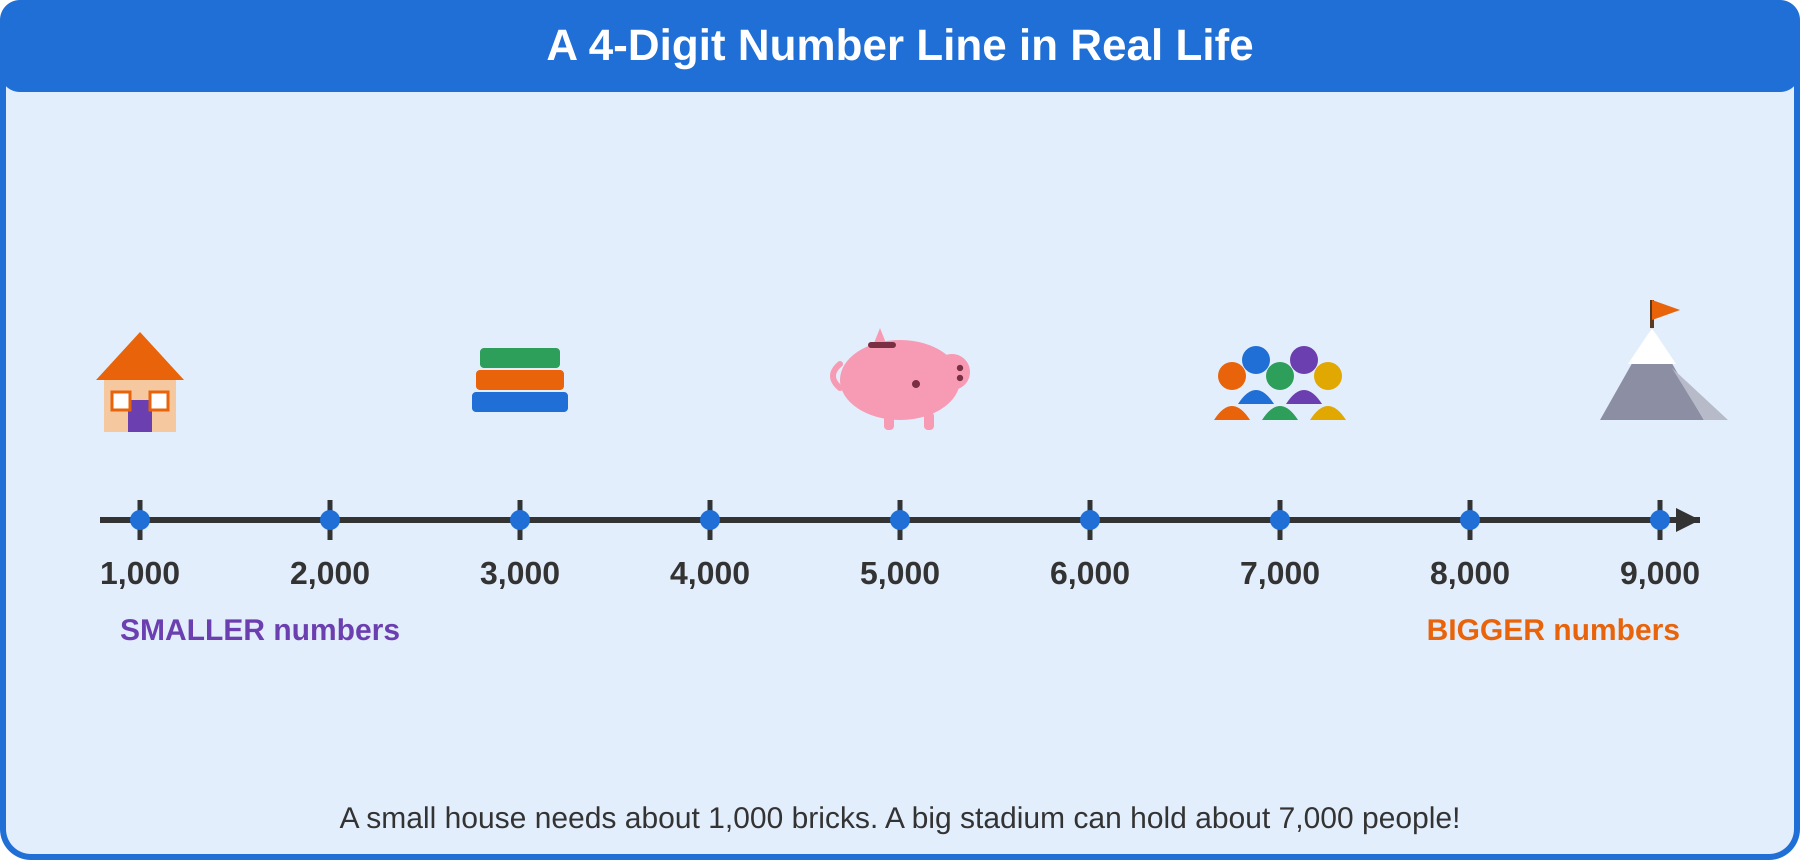 A 4-Digit Number Line in Real Life
1,000 2,000 3,000 4,000 5,000 6,000 7,000 8,000 9,000
SMALLER numbers BIGGER numbers
A small house needs about 1,000 bricks. A big stadium can hold about 7,000 people!